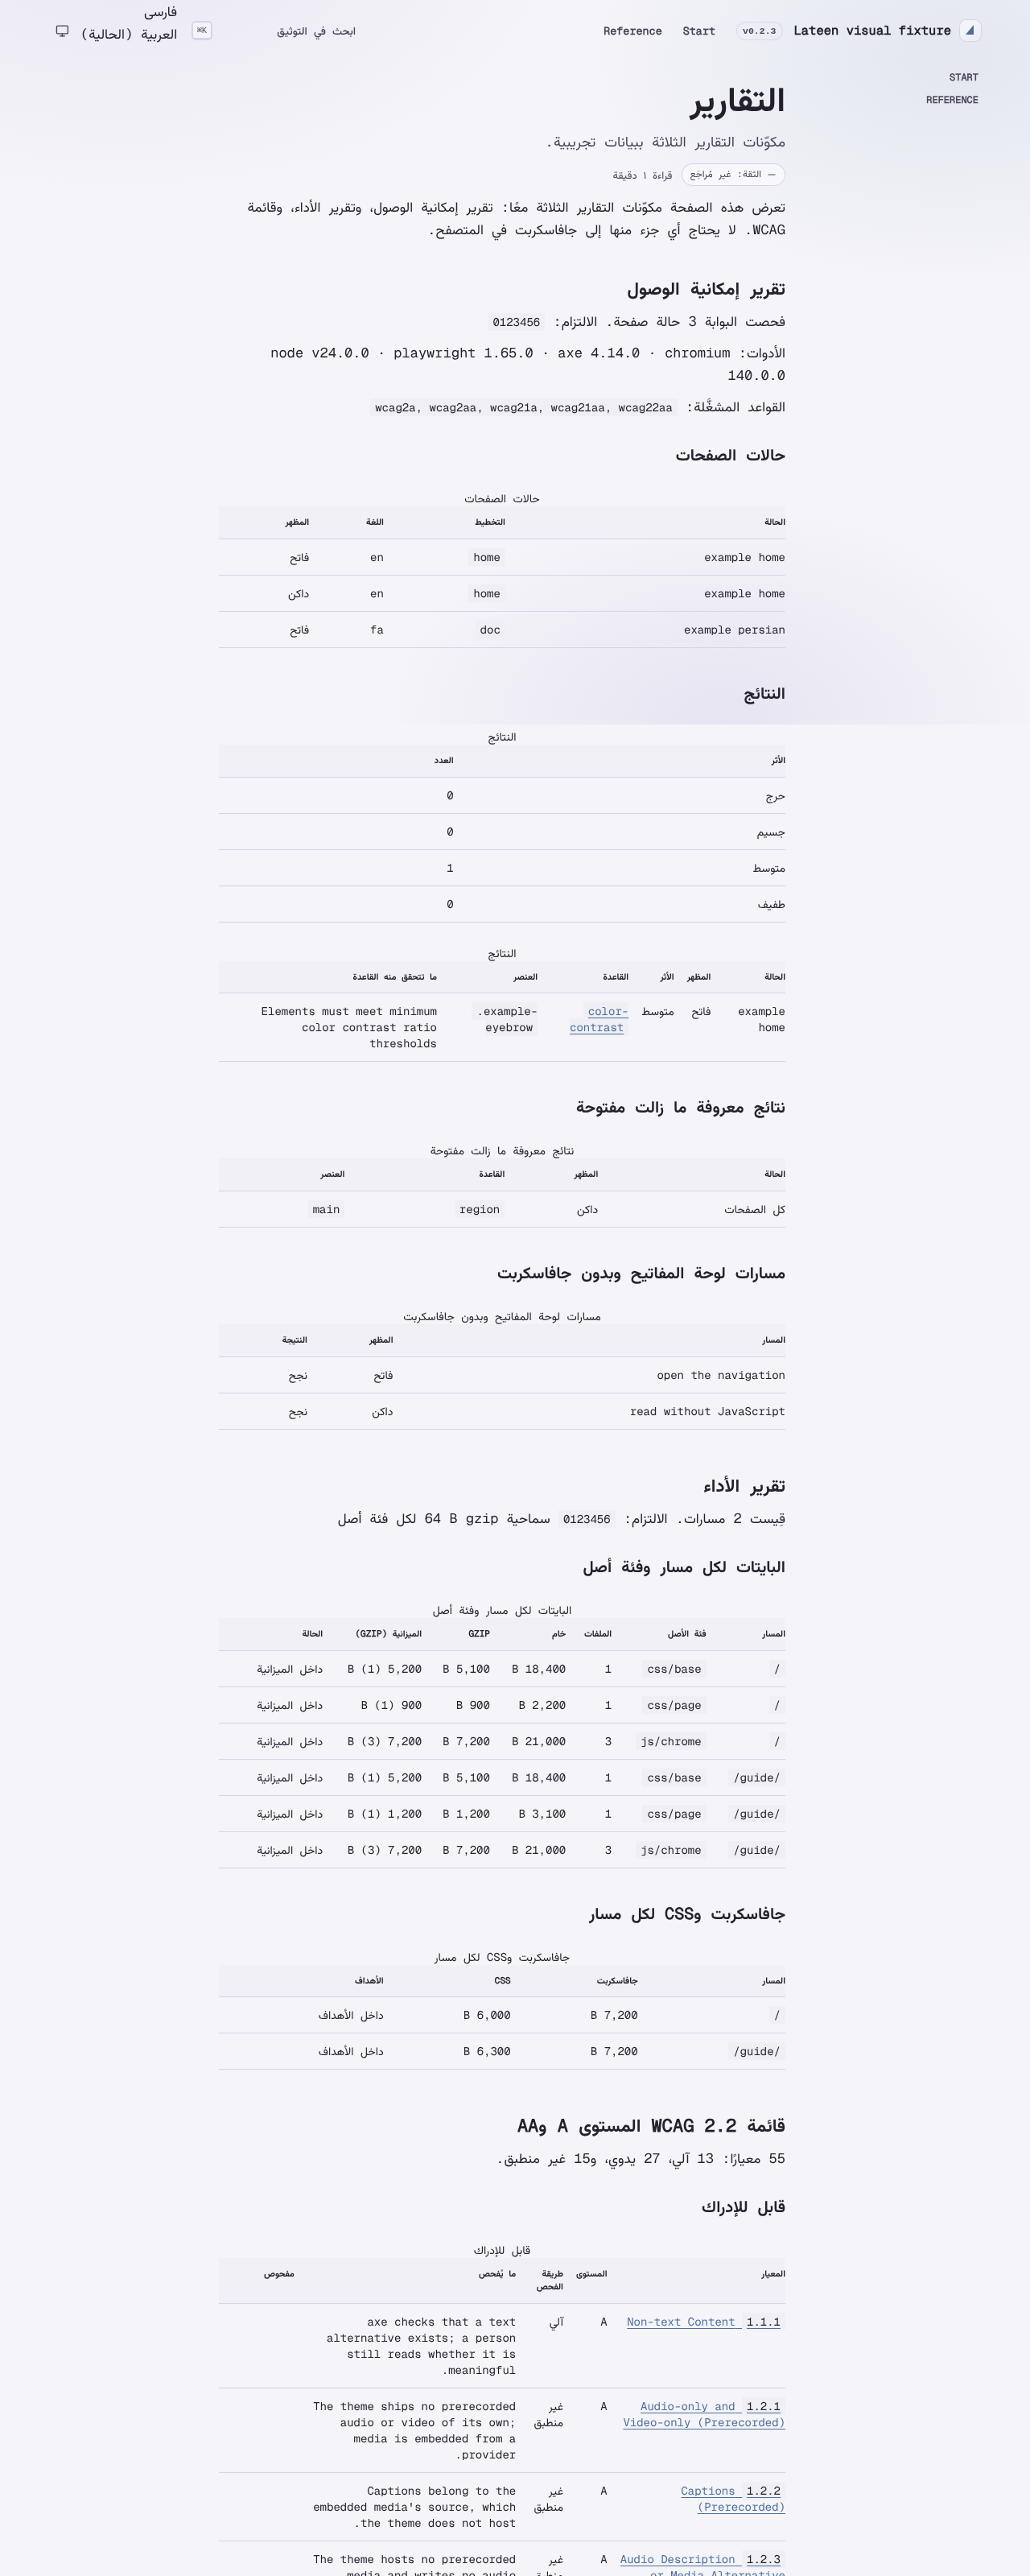 Lateen visual fixture v0.2.3 Start Reference ابحث في التوثيق ⌘K
فارسی
العربية (الحالية)
START
REFERENCE
التقارير
مكوّنات التقارير الثلاثة ببيانات تجريبية.
— الثقة: غير مُراجَع قراءة ١ دقيقة
تعرض هذه الصفحة مكوّنات التقارير الثلاثة معًا: تقرير إمكانية الوصول، وتقرير الأداء، وقائمة
WCAG. لا يحتاج أي جزء منها إلى جافاسكربت في المتصفح.
تقرير إمكانية الوصول
فحصت البوابة 3 حالة صفحة. الالتزام: 0123456
الأدوات: node v24.0.0 · playwright 1.65.0 · axe 4.14.0 · chromium
140.0.0
القواعد المشغَّلة: wcag2a, wcag2aa, wcag21a, wcag21aa, wcag22aa
حالات الصفحات
حالات الصفحات
الحالة التخطيط اللغة المظهر
example home home en فاتح
example home home en داكن
example persian doc fa فاتح
النتائج
النتائج
الأثر العدد
حرج 0
جسيم 0
متوسط 1
طفيف 0
النتائج
الحالة المظهر الأثر القاعدة العنصر ما تتحقق منه القاعدة
example فاتح متوسط color- .example- Elements must meet minimum
home contrast eyebrow color contrast ratio
thresholds
نتائج معروفة ما زالت مفتوحة
نتائج معروفة ما زالت مفتوحة
الحالة المظهر القاعدة العنصر
كل الصفحات داكن region main
مسارات لوحة المفاتيح وبدون جافاسكربت
مسارات لوحة المفاتيح وبدون جافاسكربت
المسار المظهر النتيجة
open the navigation فاتح نجح
read without JavaScript داكن نجح
تقرير الأداء
قِيست 2 مسارات. الالتزام: 0123456 سماحية 64 B gzip لكل فئة أصل
البايتات لكل مسار وفئة أصل
البايتات لكل مسار وفئة أصل
المسار فئة الأصل الملفات خام GZIP الميزانية (GZIP) الحالة
/ css/base 1 18,400 B 5,100 B 5,200 B (1) داخل الميزانية
/ css/page 1 2,200 B 900 B 900 B (1) داخل الميزانية
/ js/chrome 3 21,000 B 7,200 B 7,200 B (3) داخل الميزانية
/guide/ css/base 1 18,400 B 5,100 B 5,200 B (1) داخل الميزانية
/guide/ css/page 1 3,100 B 1,200 B 1,200 B (1) داخل الميزانية
/guide/ js/chrome 3 21,000 B 7,200 B 7,200 B (3) داخل الميزانية
جافاسكربت وCSS لكل مسار
جافاسكربت وCSS لكل مسار
المسار جافاسكربت CSS الأهداف
/ 7,200 B 6,000 B داخل الأهداف
/guide/ 7,200 B 6,300 B داخل الأهداف
قائمة WCAG 2.2 المستوى A وAA
55 معيارًا: 13 آلي، 27 يدوي، و15 غير منطبق.
قابل للإدراك
قابل للإدراك
المعيار المستوى طريقة الفحص ما يُفحص مفحوص
1.1.1 Non-text Content A آلي axe checks that a text
alternative exists; a person
still reads whether it is
meaningful.
1.2.1 Audio-only and A غير The theme ships no prerecorded
Video-only (Prerecorded) منطبق audio or video of its own;
media is embedded from a
provider.
1.2.2 Captions A غير Captions belong to the
(Prerecorded) منطبق embedded media's source, which
the theme does not host.
1.2.3 Audio Description A غير The theme hosts no prerecorded
or Media Alternative منطبق media and writes no audio